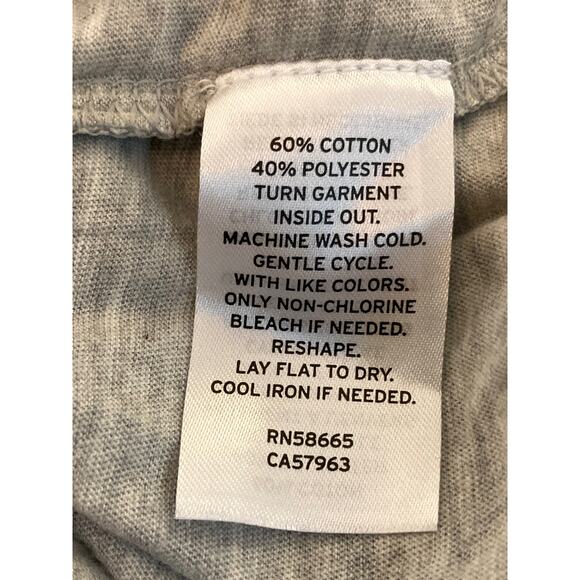 60% COTTON
40% POLYESTER
TURN GARMENT
INSIDE OUT.
MACHINE WASH COLD.
GENTLE CYCLE.
WITH LIKE COLORS.
ONLY NON-CHLORINE
BLEACH IF NEEDED.
RESHAPE.
LAY FLAT TO DRY.
COOL IRON IF NEEDED.
RN58665
CA57963